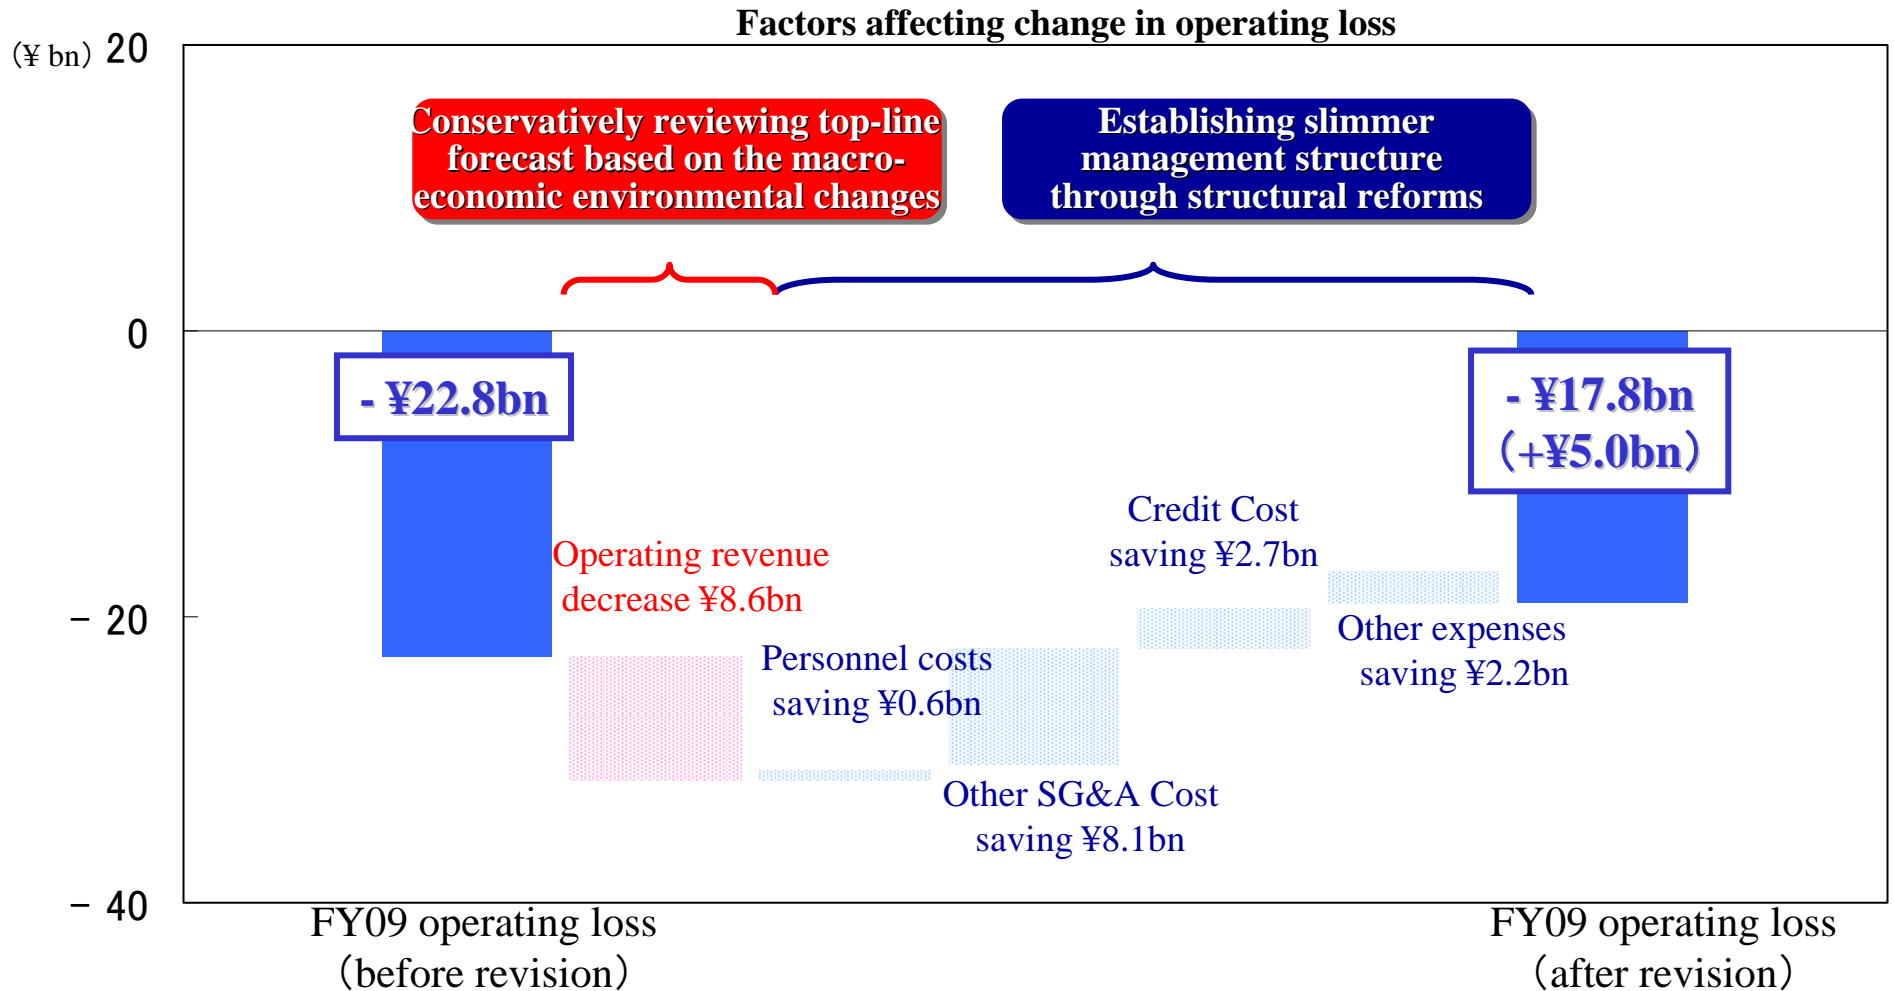 Factors affecting change in operating loss
（¥ bn）
20
Conservatively reviewing top-line
forecast based on the macro-
economic environmental changes
Establishing slimmer
management structure
through structural reforms
0
- ¥22.8bn
- ¥17.8bn
（+¥5.0bn）
Credit Cost
saving ¥2.7bn
Operating revenue
decrease ¥8.6bn
－20
Other expenses
saving ¥2.2bn
Personnel costs
saving ¥0.6bn
Other SG&A Cost
saving ¥8.1bn
－40
FY09 operating loss
（before revision）
FY09 operating loss
（after revision）